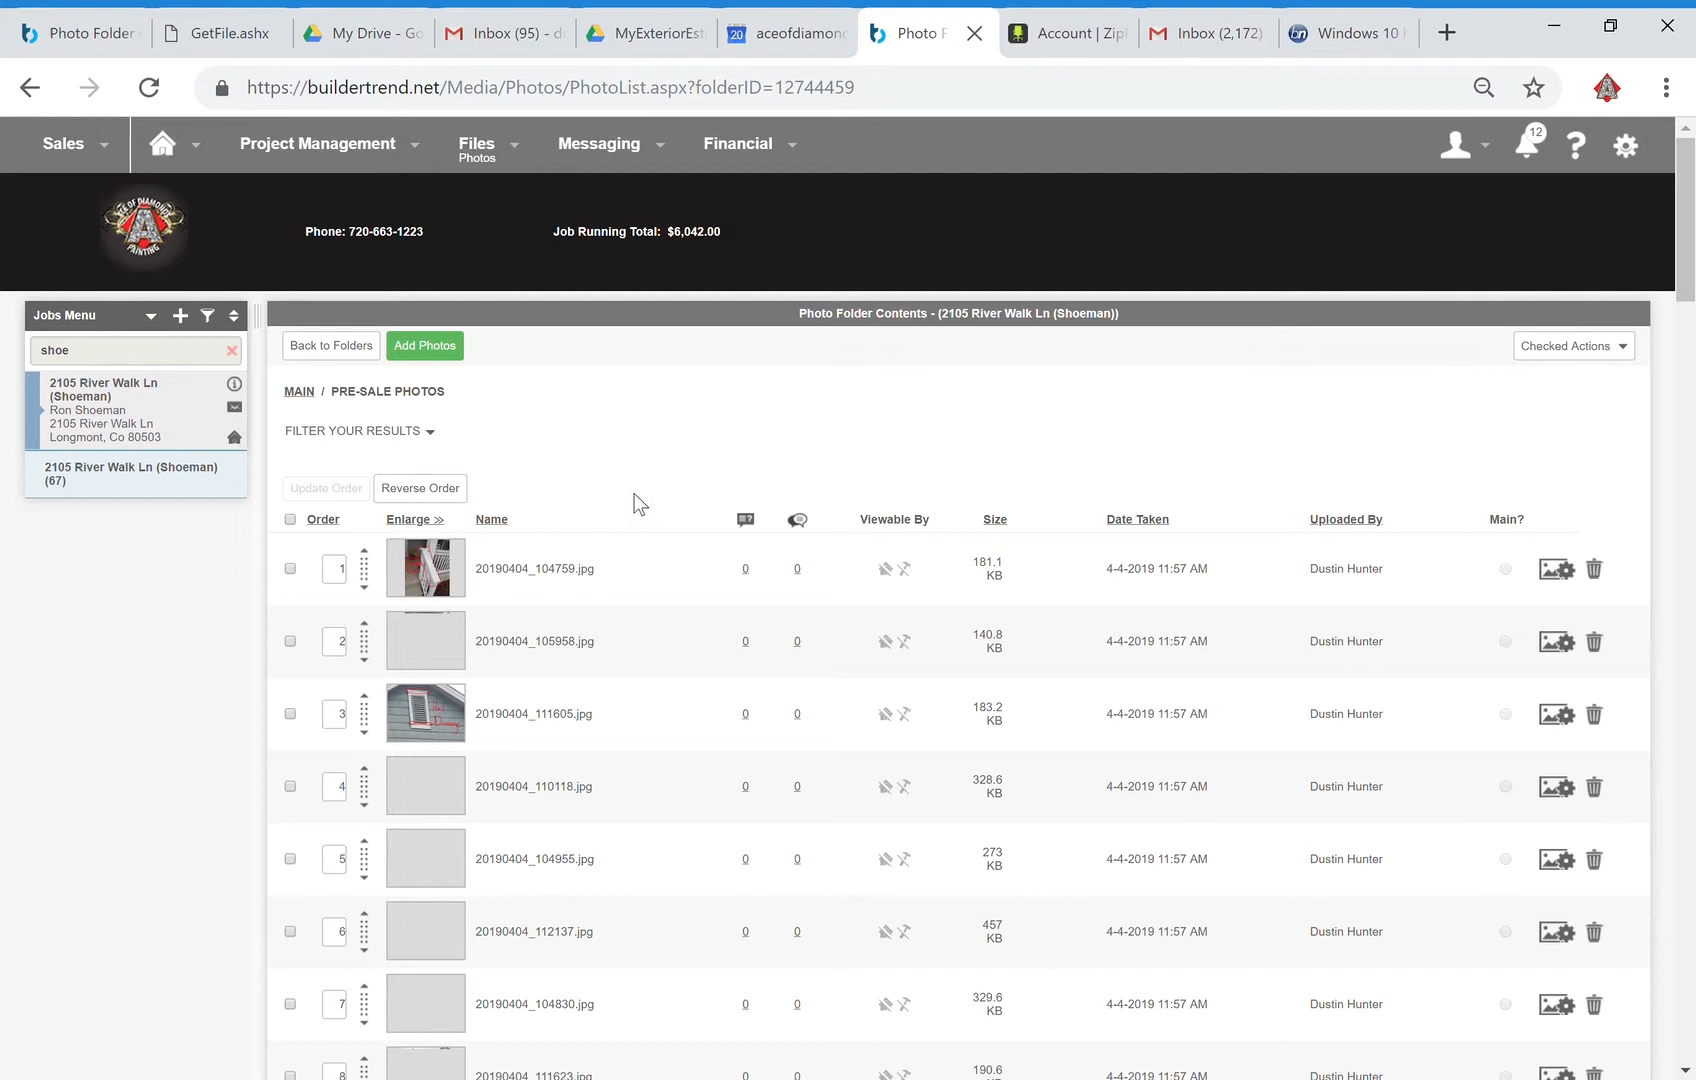 Photo Folder
GetFile.ashx
My Drive - Go
Inbox (95) - d
MyExteriorEst
20
aceofdiamon
Photo F
Account | Zip
Inbox (2,172)
bn
Windows 10
https://buildertrend.net/Media/Photos/PhotoList.aspx?folderID=12744459
Sales
Project Management
Files
Photos
Messaging
Financial
12
?
ACE OF DIAMONDS
A
PAINTING
Phone: 720-663-1223
Job Running Total: $6,042.00
Jobs Menu
shoe
2105 River Walk Ln
(Shoeman)
Ron Shoeman
2105 River Walk Ln
Longmont, Co 80503
2105 River Walk Ln (Shoeman)
(67)
Photo Folder Contents - (2105 River Walk Ln (Shoeman))
Back to Folders
Add Photos
Checked Actions
MAIN / PRE-SALE PHOTOS
FILTER YOUR RESULTS
Update Order
Reverse Order
Order Enlarge >> Name Viewable By Size Date Taken Uploaded By Main?
1 20190404_104759.jpg 0 0 181.1 KB 4-4-2019 11:57 AM Dustin Hunter
2 20190404_105958.jpg 0 0 140.8 KB 4-4-2019 11:57 AM Dustin Hunter
3 20190404_111605.jpg 0 0 183.2 KB 4-4-2019 11:57 AM Dustin Hunter
4 20190404_110118.jpg 0 0 328.6 KB 4-4-2019 11:57 AM Dustin Hunter
5 20190404_104955.jpg 0 0 273 KB 4-4-2019 11:57 AM Dustin Hunter
6 20190404_112137.jpg 0 0 457 KB 4-4-2019 11:57 AM Dustin Hunter
7 20190404_104830.jpg 0 0 329.6 KB 4-4-2019 11:57 AM Dustin Hunter
8 20190404_111623.jpg 0 0 190.6 4-4-2019 11:57 AM Dustin Hunter